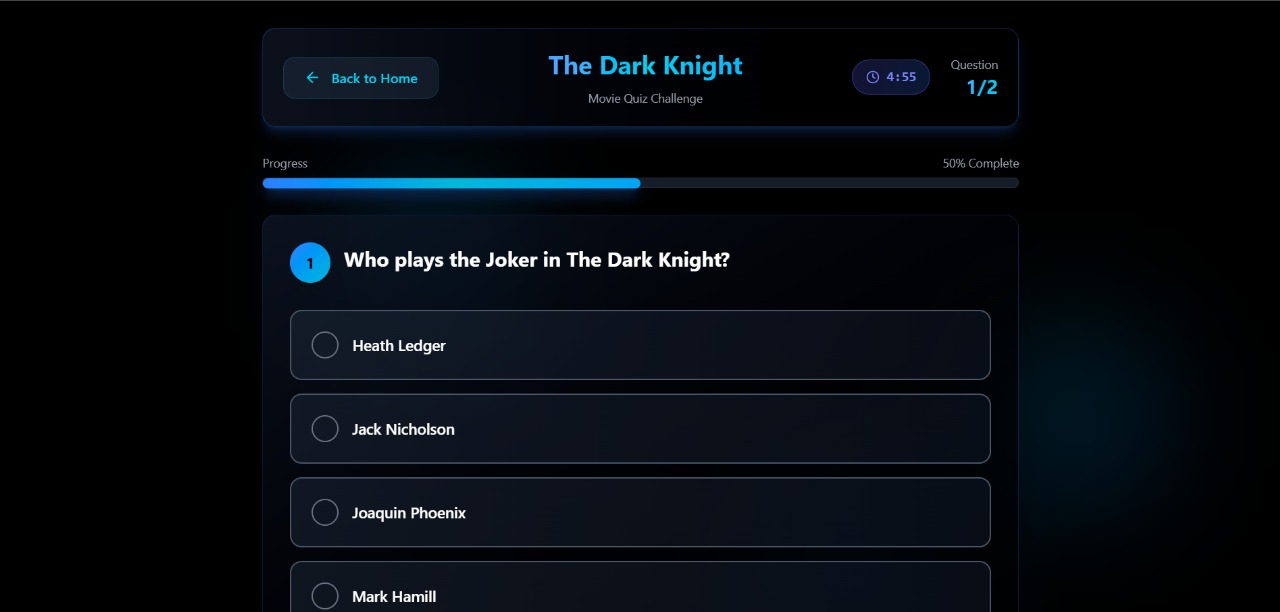 Back to Home
The Dark Knight
Movie Quiz Challenge
4:55
Question
1/2
Progress
50% Complete
1
Who plays the Joker in The Dark Knight?
Heath Ledger
Jack Nicholson
Joaquin Phoenix
Mark Hamill